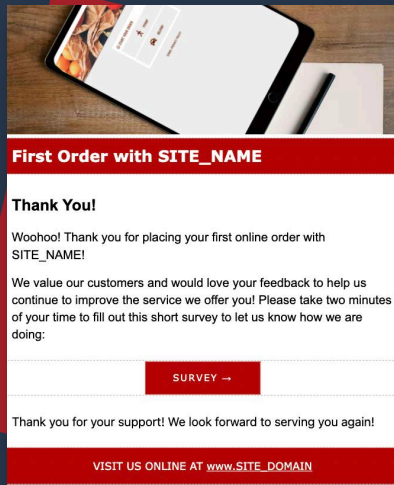 First Order with SITE_NAME
Thank You!
Woohoo! Thank you for placing your first online order with
SITE_NAME!
We value our customers and would love your feedback to help us
continue to improve the service we offer you! Please take two minutes
of your time to fill out this short survey to let us know how we are
doing:
SURVEY →
Thank you for your support! We look forward to serving you again!
VISIT US ONLINE AT www.SITE_DOMAIN